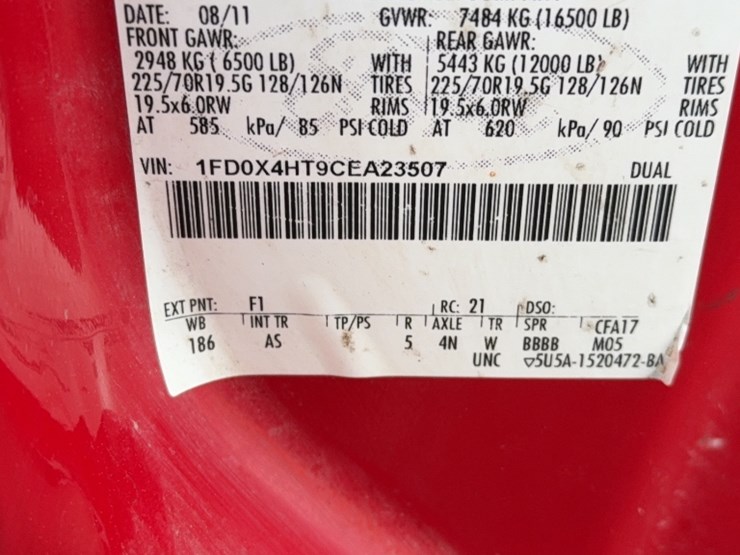 DATE: 08/11 GVWR: 7484 KG (16500 LB)
FRONT GAWR: REAR GAWR:
2948 KG ( 6500 LB) WITH 5443 KG (12000 LB) WITH
225/70R19.5G 128/126N TIRES 225/70R19.5G 128/126N TIRES
19.5x6.0RW RIMS 19.5x6.0RW RIMS
AT 585 kPa/ 85 PSI COLD AT 620 kPa/ 90 PSI COLD
VIN: 1FD0X4HT9CEA23507 DUAL
EXT PNT: F1 RC: 21 DSO:
WB INT TR TP/PS R AXLE TR SPR CFA17
186 AS 5 4N W BBBB M05
UNC ▽5U5A-1520472-BA